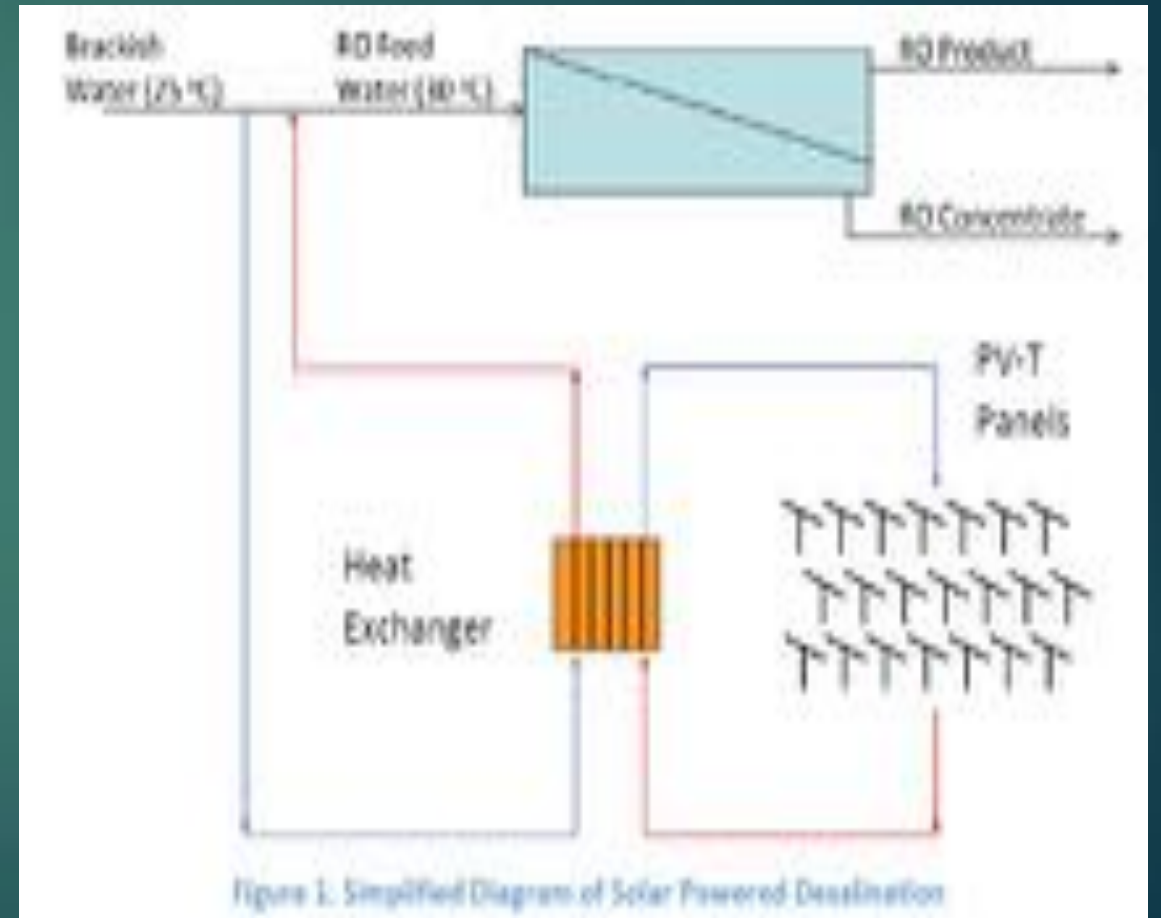 Brackish
Water (25 °C)
RO Feed
Water (30 °C)
RO Product
RO Concentrate
PV-T
Panels
Heat
Exchanger
Figure 1. Simplified Diagram of Solar Powered Desalination